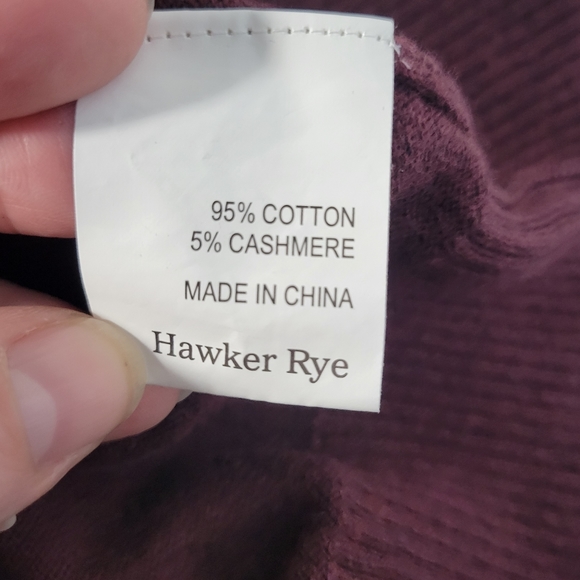 95% COTTON
5% CASHMERE
MADE IN CHINA
Hawker Rye